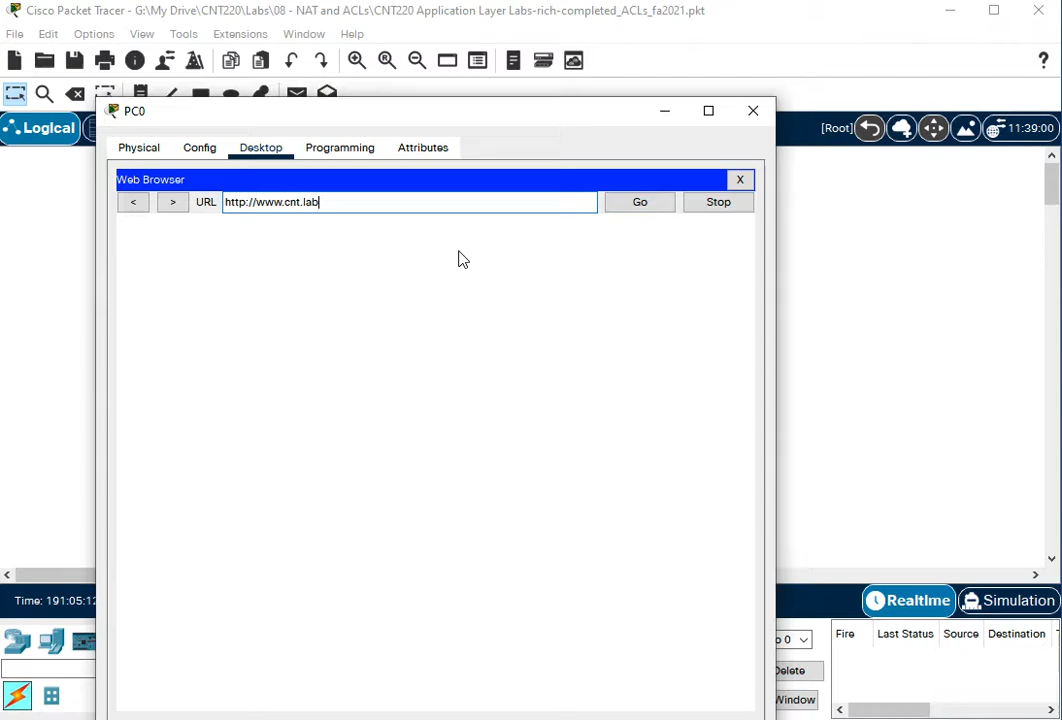 Cisco Packet Tracer - G:\My Drive\CNT220\Labs\08 - NAT and ACLs\CNT220 Application Layer Labs-rich-completed_ACLs_fa2021.pkt
File Edit Options View Tools Extensions Window Help
PC0
Logical
[Root]
11:39:00
Physical Config Desktop Programming Attributes
Web Browser X
< > URL http://www.cnt.lab Go Stop
Time: 191:05:12
Realtime Simulation
Fire Last Status Source Destination
o 0
Delete
Window